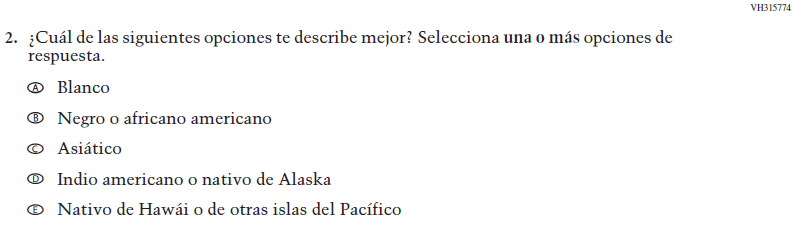 VH315774
2. ¿Cuál de las siguientes opciones te describe mejor? Selecciona una o más opciones de
respuesta.
A Blanco
B Negro o africano americano
C Asiático
D Indio americano o nativo de Alaska
E Nativo de Hawái o de otras islas del Pacífico